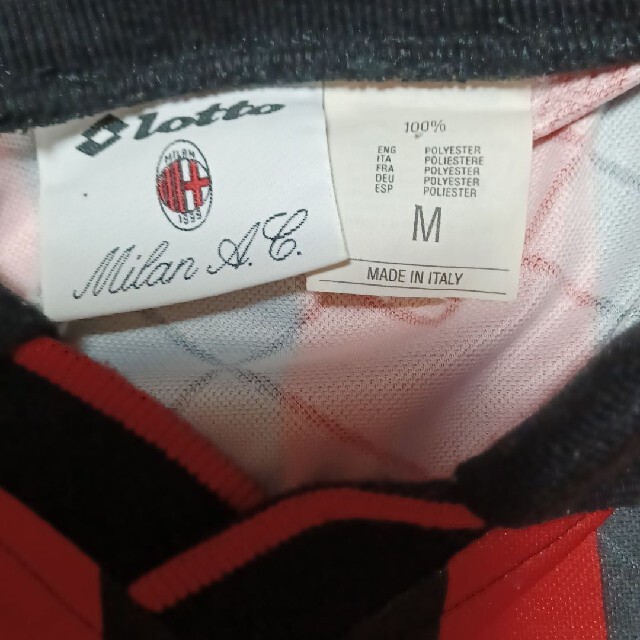 lotto
MILAN
1899
Milan A.C.
100%
ENG POLYESTER
ITA POLIESTERE
FRA POLYESTER
DEU POLYESTER
ESP POLIESTER
M
MADE IN ITALY